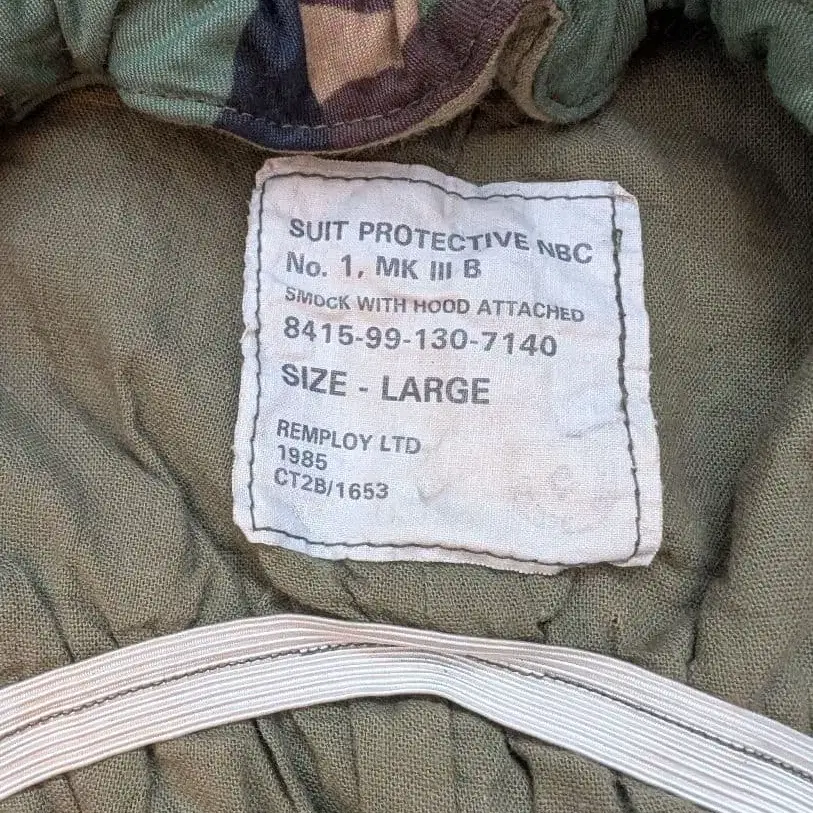 SUIT PROTECTIVE NBC
No. 1, MK III B
SMOCK WITH HOOD ATTACHED
8415-99-130-7140
SIZE - LARGE
REMPLOY LTD
1985
CT2B/1653